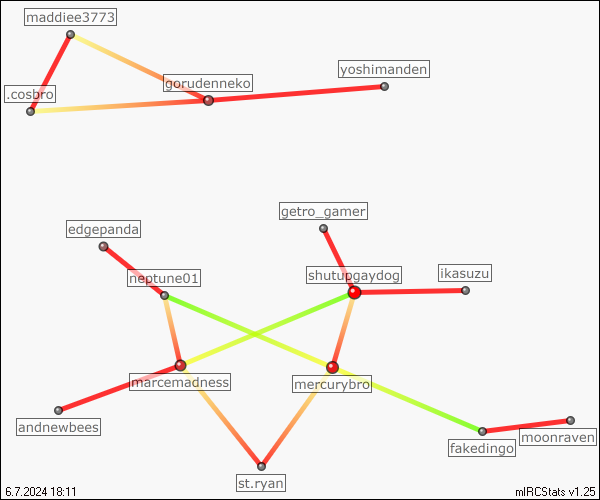 maddiee3773
yoshimanden
gorudenneko
.cosbro
getro_gamer
edgepanda
shutupgaydog
ikasuzu
neptune01
marcemadness
mercurybro
andnewbees
moonraven
fakedingo
st.ryan
6.7.2024 18:11
mIRCStats v1.25